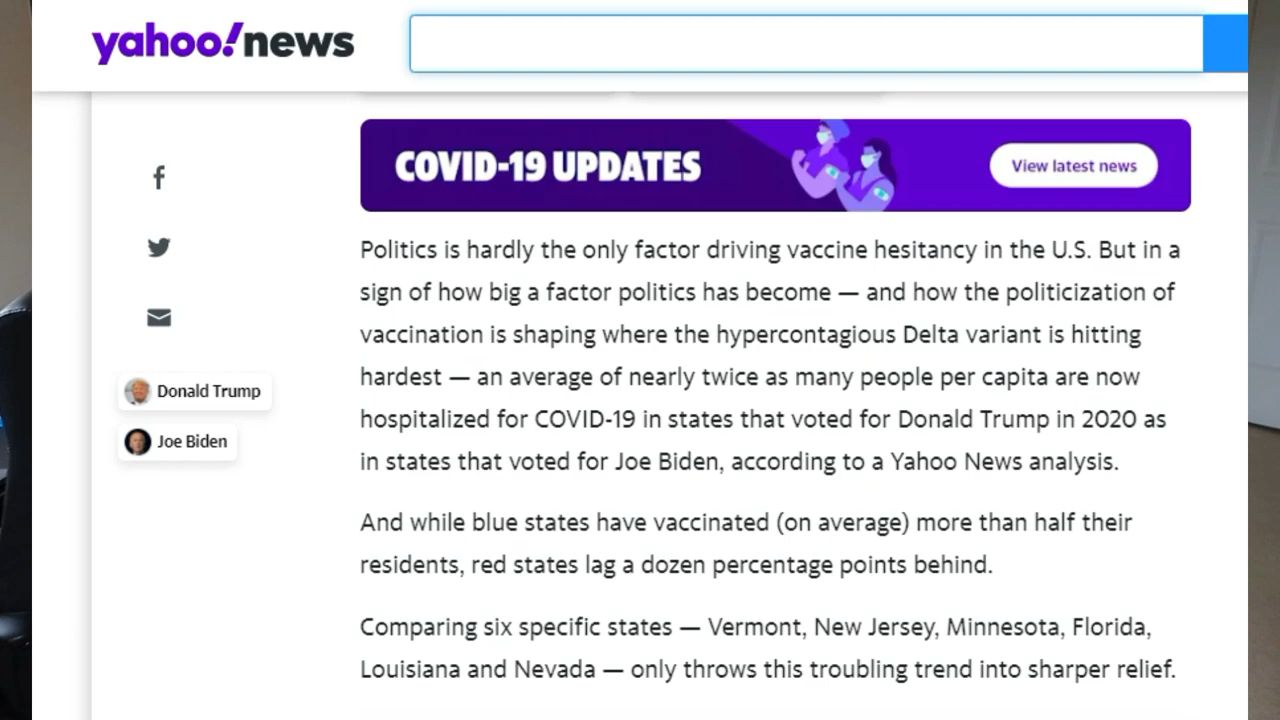 yahoo!news
COVID-19 UPDATES
View latest news
Donald Trump
Joe Biden
Politics is hardly the only factor driving vaccine hesitancy in the U.S. But in a
sign of how big a factor politics has become — and how the politicization of
vaccination is shaping where the hypercontagious Delta variant is hitting
hardest — an average of nearly twice as many people per capita are now
hospitalized for COVID-19 in states that voted for Donald Trump in 2020 as
in states that voted for Joe Biden, according to a Yahoo News analysis.
And while blue states have vaccinated (on average) more than half their
residents, red states lag a dozen percentage points behind.
Comparing six specific states — Vermont, New Jersey, Minnesota, Florida,
Louisiana and Nevada — only throws this troubling trend into sharper relief.